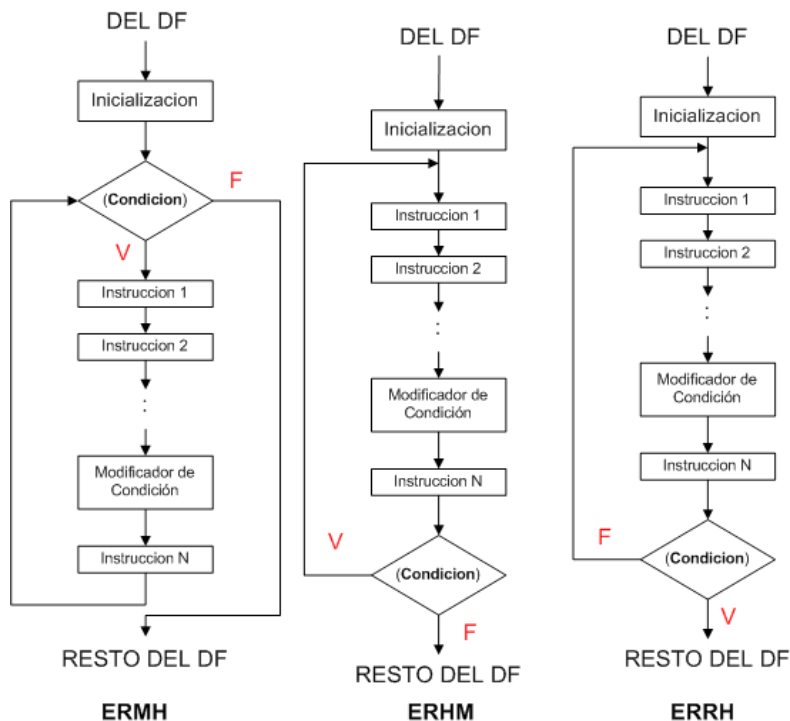 DEL DF
Inicializacion
(Condicion)
F
V
Instruccion 1
Instruccion 2
:
Modificador de
Condición
Instruccion N
RESTO DEL DF
ERMH
DEL DF
Inicializacion
Instruccion 1
Instruccion 2
:
Modificador de
Condición
Instruccion N
V
(Condicion)
F
RESTO DEL DF
ERHM
DEL DF
Inicializacion
Instruccion 1
Instruccion 2
:
Modificador de
Condición
Instruccion N
F
(Condicion)
V
RESTO DEL DF
ERRH